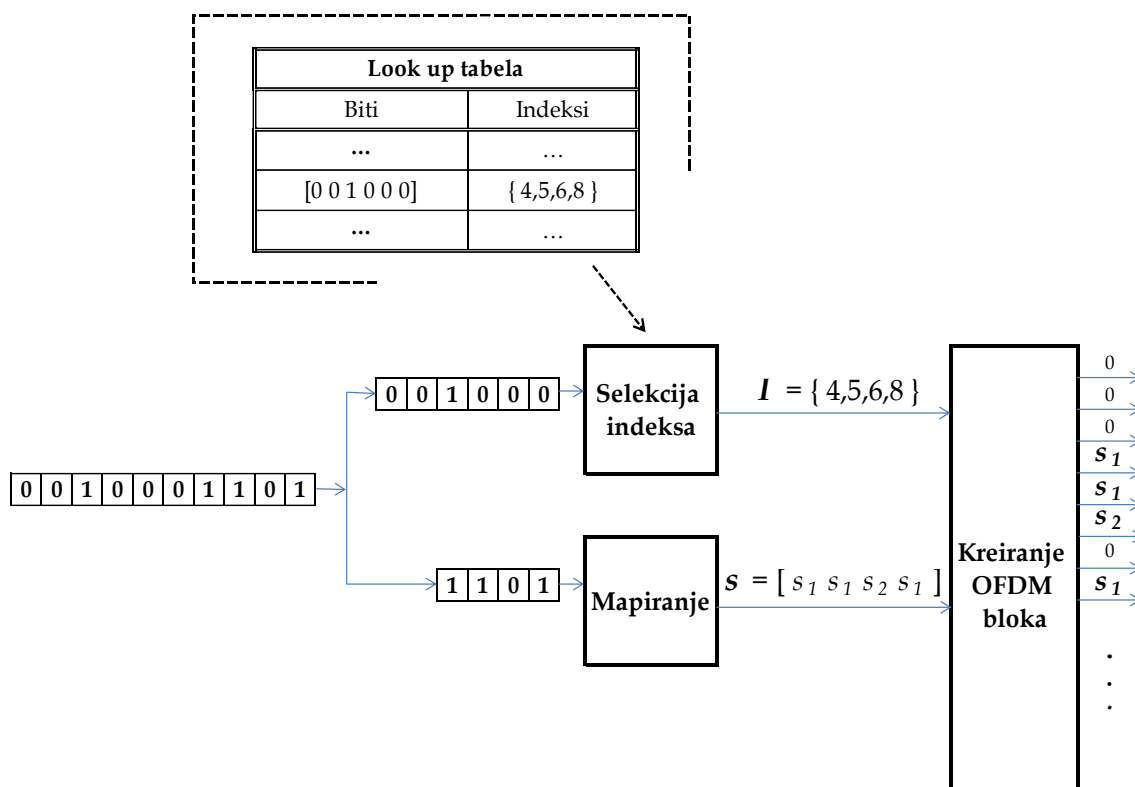 Look up tabela
Biti Indeksi
... ...
[0 0 1 0 0 0] { 4,5,6,8 }
... ...
0 0 1 0 0 0
Selekcija
indeksa
I = { 4,5,6,8 }
0 0 1 0 0 0 1 1 0 1
1 1 0 1
Mapiranje
s = [ s1 s1 s2 s1 ]
Kreiranje
OFDM
bloka
0
0
0
s1
s1
s2
0
s1
.
.
.